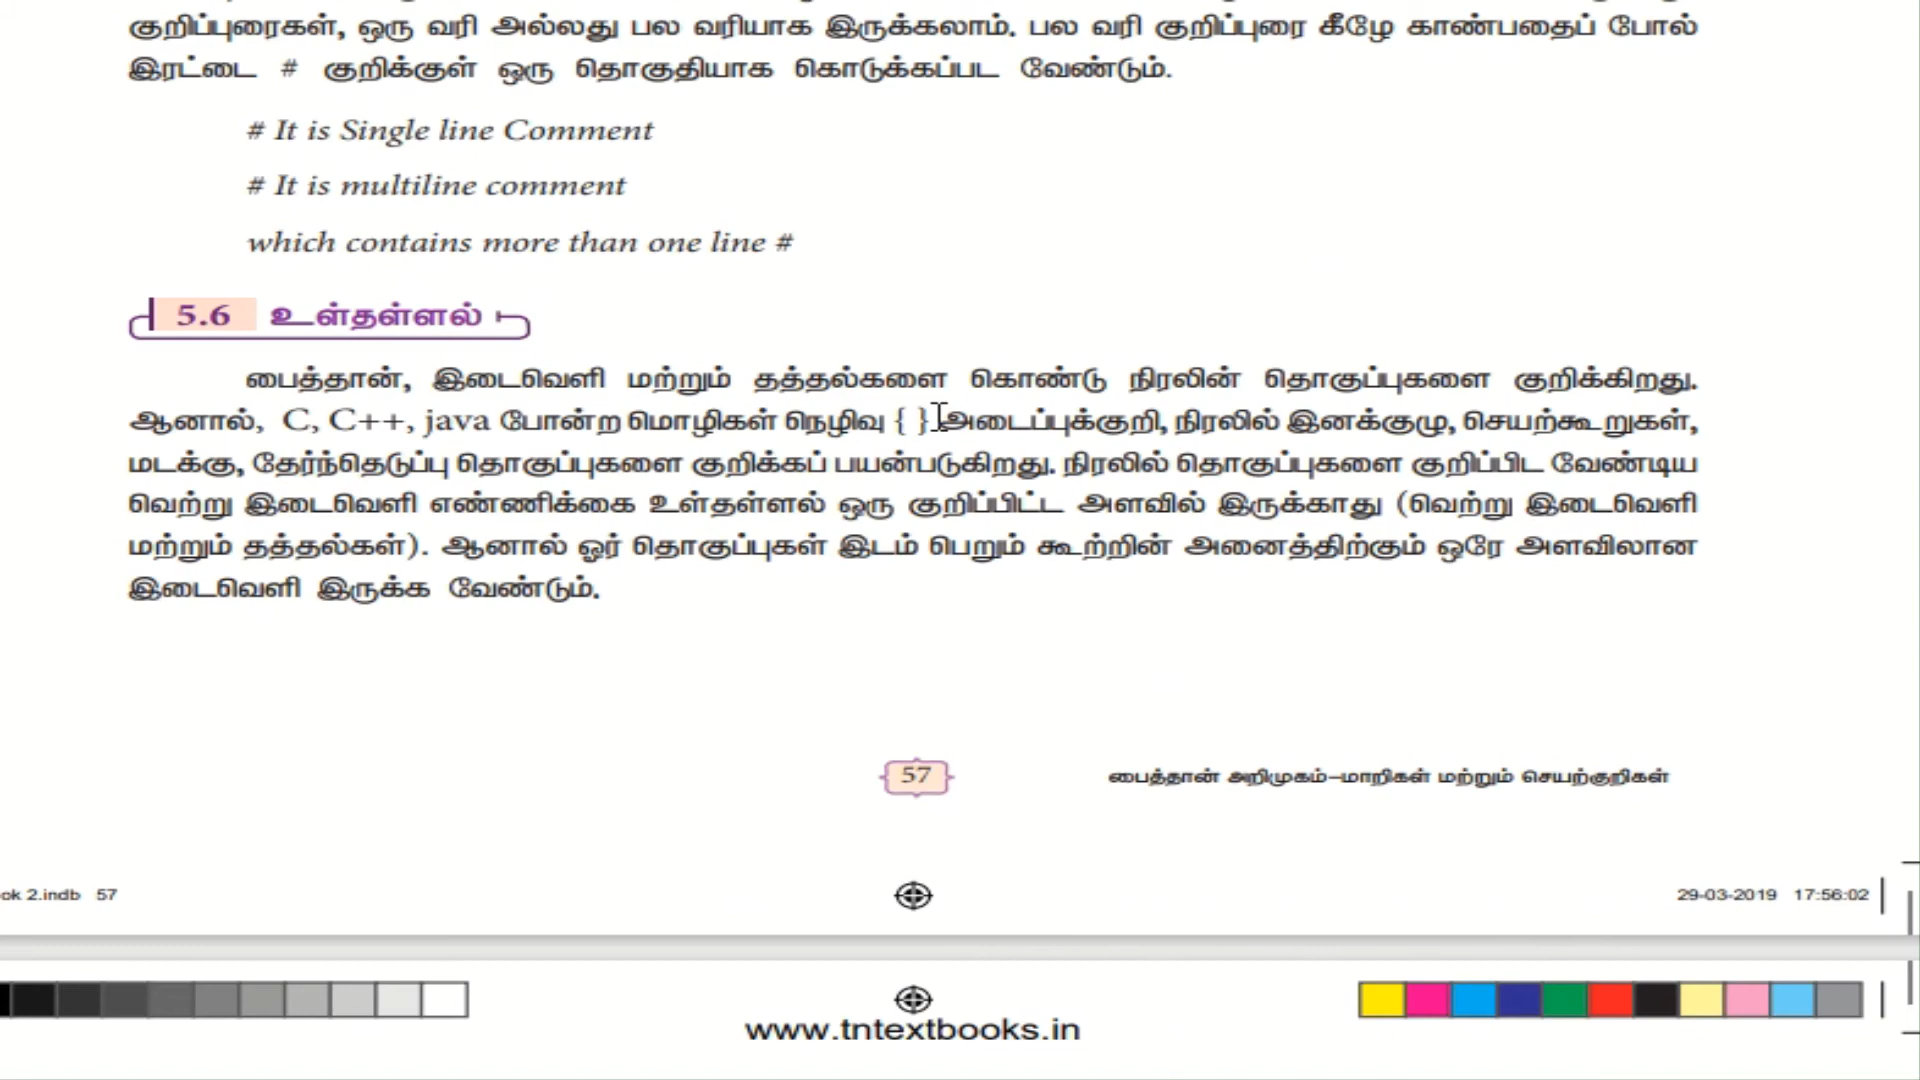 குறிப்புரைகள், ஒரு வரி அல்லது பல வரியாக இருக்கலாம். பல வரி குறிப்புரை கீழே காண்பதைப் போல்
இரட்டை # குறிக்குள் ஒரு தொகுதியாக கொடுக்கப்பட வேண்டும்.
# It is Single line Comment
# It is multiline comment
which contains more than one line #
5.6 உள்தள்ளல்
பைத்தான், இடைவெளி மற்றும் தத்தல்களை கொண்டு நிரலின் தொகுப்புகளை குறிக்கிறது.
ஆனால், C, C++, java போன்ற மொழிகள் நெழிவு { } அடைப்புக்குறி, நிரலில் இனக்குழு, செயற்கூறுகள்,
மடக்கு, தேர்ந்தெடுப்பு தொகுப்புகளை குறிக்கப் பயன்படுகிறது. நிரலில் தொகுப்புகளை குறிப்பிட வேண்டிய
வெற்று இடைவெளி எண்ணிக்கை உள்தள்ளல் ஒரு குறிப்பிட்ட அளவில் இருக்காது (வெற்று இடைவெளி
மற்றும் தத்தல்கள்). ஆனால் ஓர் தொகுப்புகள் இடம் பெறும் கூற்றின் அனைத்திற்கும் ஒரே அளவிலான
இடைவெளி இருக்க வேண்டும்.
57 பைத்தான் அறிமுகம்–மாறிகள் மற்றும் செயற்குறிகள்
ok 2.indb 57 29-03-2019 17:56:02
www.tntextbooks.in